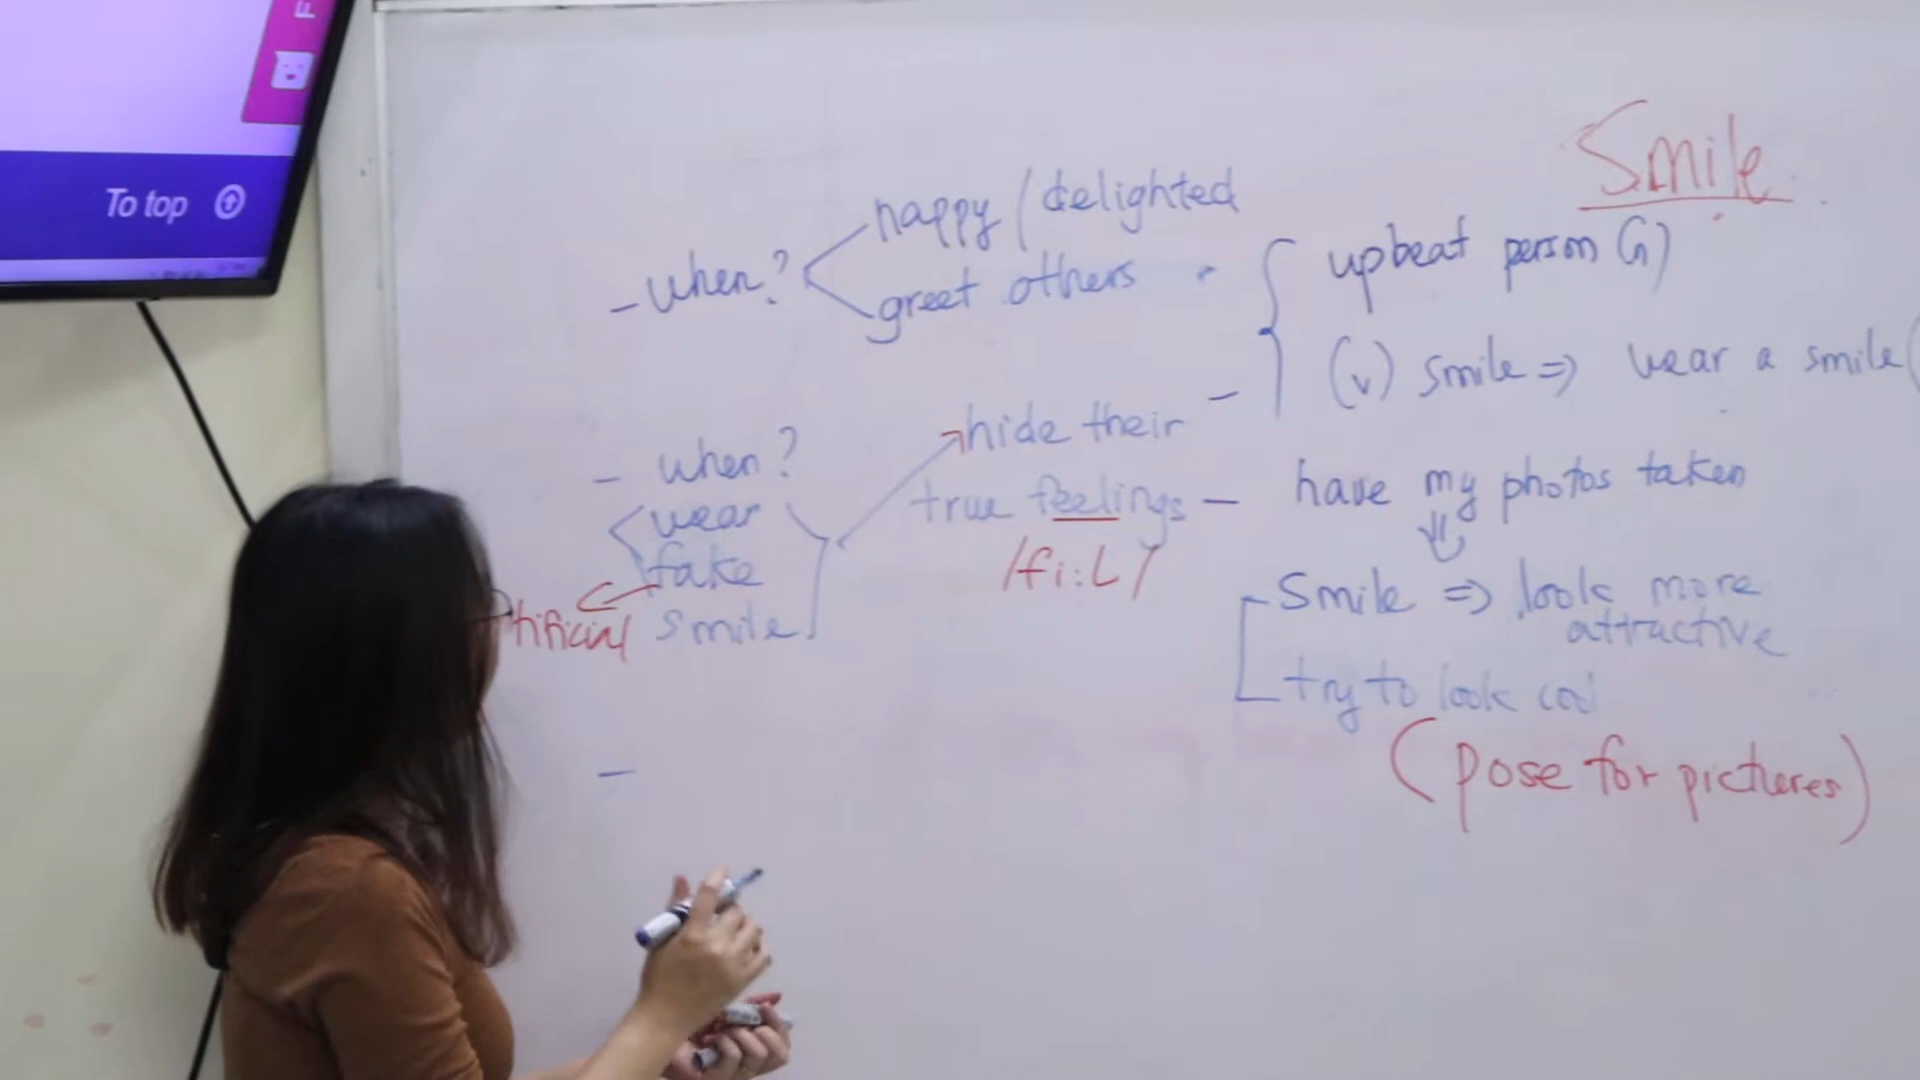 To top
Smile
- when?
happy / delighted
greet others
upbeat person (n)
(v) smile => wear a smile (
- when?
wear
fake
smile
tificial
hide their
true feelings
/fi:l/
- have my photos taken
Smile => look more
attractive
try to look cool
(pose for pictures)